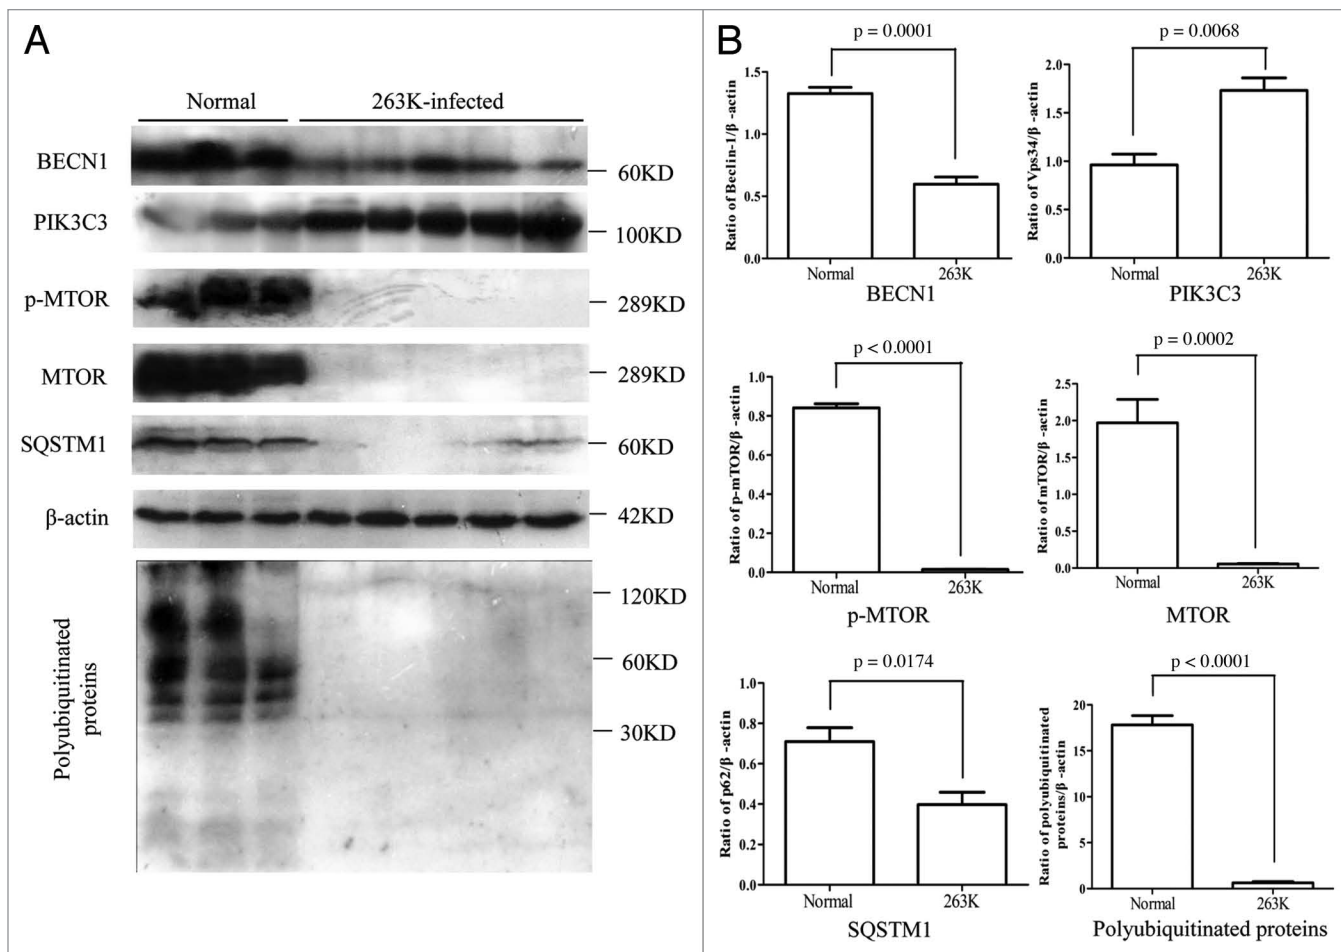 A
Normal 263K-infected
BECN1
60KD
PIK3C3
100KD
p-MTOR
289KD
MTOR
289KD
SQSTM1
60KD
β-actin
42KD
Polyubiquitinated
proteins
120KD
60KD
30KD
B
p = 0.0001
Ratio of Beclin-1/β -actin
1.5
1.0
0.5
0.0
Normal 263K
BECN1
p = 0.0068
Ratio of Vps34/β -actin
2.0
1.5
1.0
0.5
0.0
Normal 263K
PIK3C3
p < 0.0001
Ratio of p-mTOR/β -actin
1.0
0.8
0.6
0.4
0.2
0.0
Normal 263K
p-MTOR
p = 0.0002
Ratio of mTOR/β -actin
2.5
2.0
1.5
1.0
0.5
0.0
Normal 263K
MTOR
p = 0.0174
Ratio of p62/β -actin
1.0
0.8
0.6
0.4
0.2
0.0
Normal 263K
SQSTM1
p < 0.0001
Ratio of polyubiquitinated
proteins/β -actin
20
15
10
5
0
Normal 263K
Polyubiquitinated proteins